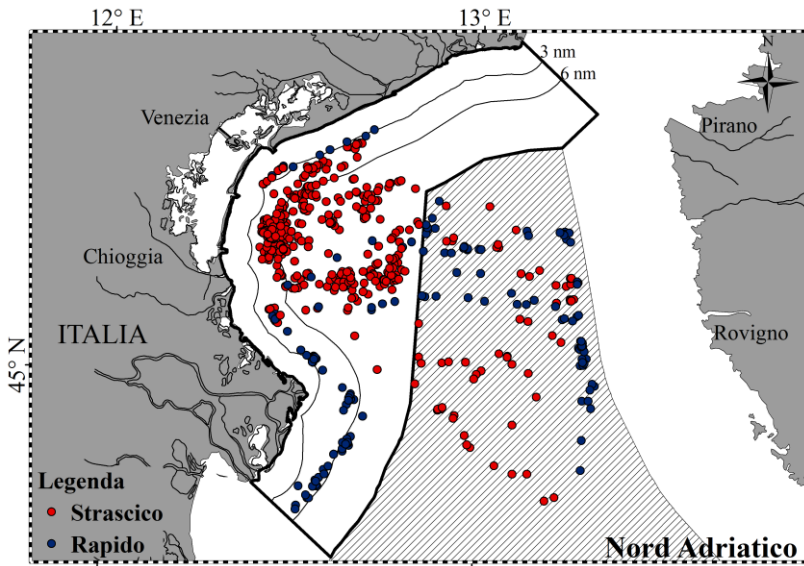 12° E
13° E
N
3 nm
6 nm
Venezia
Pirano
Chioggia
ITALIA
Rovigno
45° N
Legenda
Strascico
Rapido
Nord Adriatico